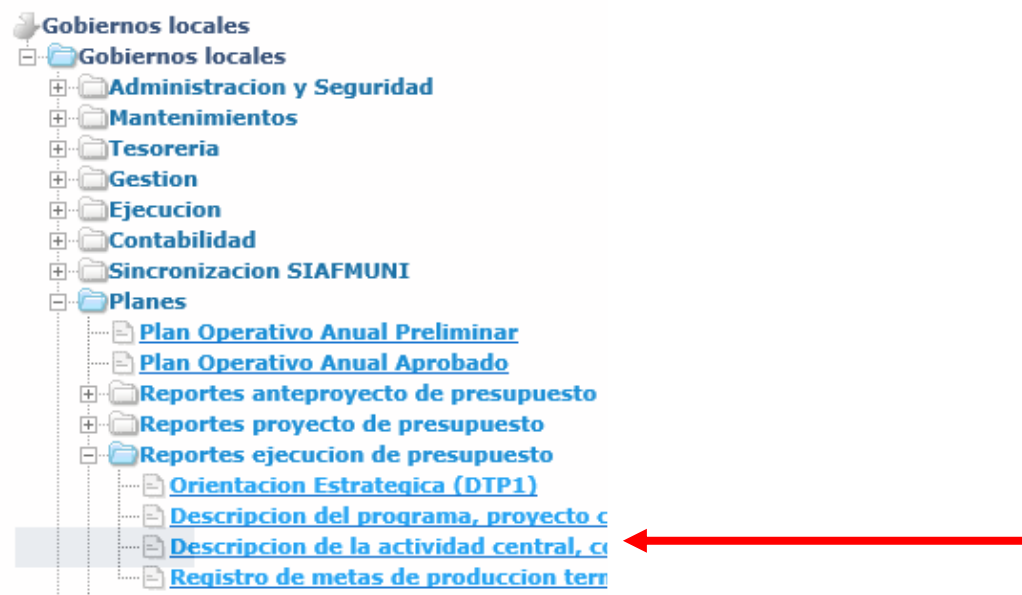 Gobiernos locales
Gobiernos locales
Administracion y Seguridad
Mantenimientos
Tesoreria
Gestion
Ejecucion
Contabilidad
Sincronizacion SIAFMUNI
Planes
Plan Operativo Anual Preliminar
Plan Operativo Anual Aprobado
Reportes anteproyecto de presupuesto
Reportes proyecto de presupuesto
Reportes ejecucion de presupuesto
Orientacion Estrategica (DTP1)
Descripcion del programa, proyecto
Descripcion de la actividad central,
Registro de metas de produccion